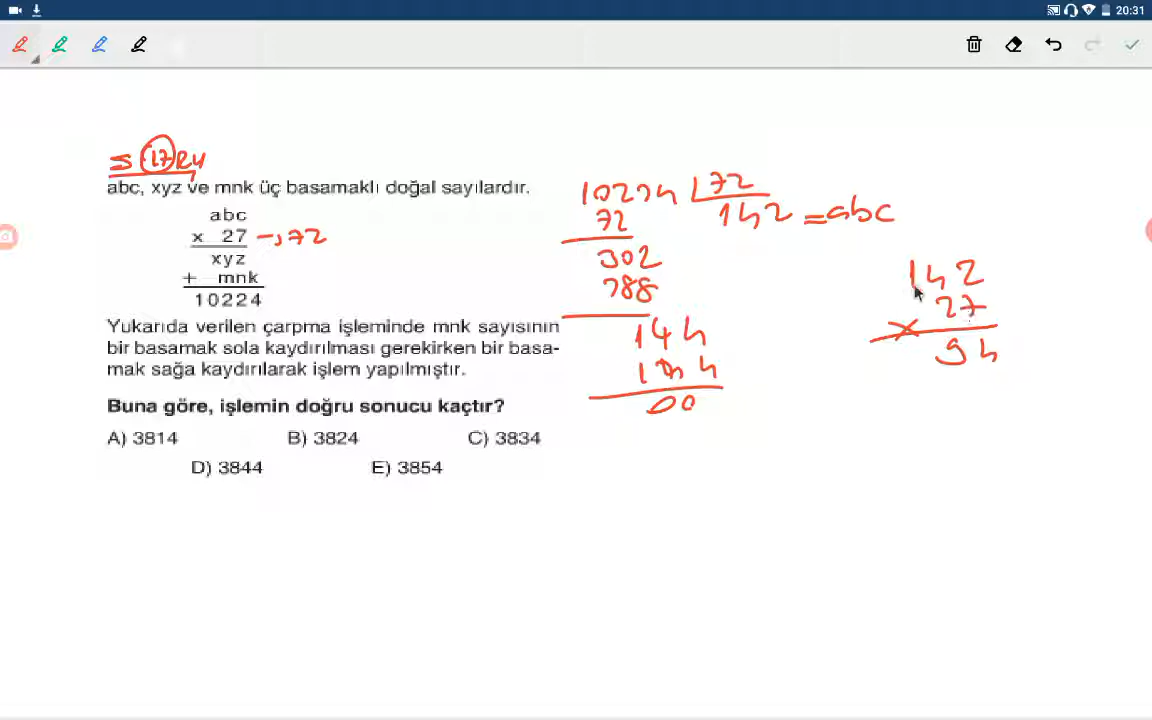 20:31
S 17 R4
abc, xyz ve mnk üç basamaklı doğal sayılardır.
abc
x 27 → 72
xyz
+ mnk
10224
Yukarıda verilen çarpma işleminde mnk sayısının
bir basamak sola kaydırılması gerekirken bir basa-
mak sağa kaydırılarak işlem yapılmıştır.
Buna göre, işlemin doğru sonucu kaçtır?
A) 3814 B) 3824 C) 3834
D) 3844 E) 3854
10224 72
72 142 = abc
302
288
144
144
00
142
27
x
94